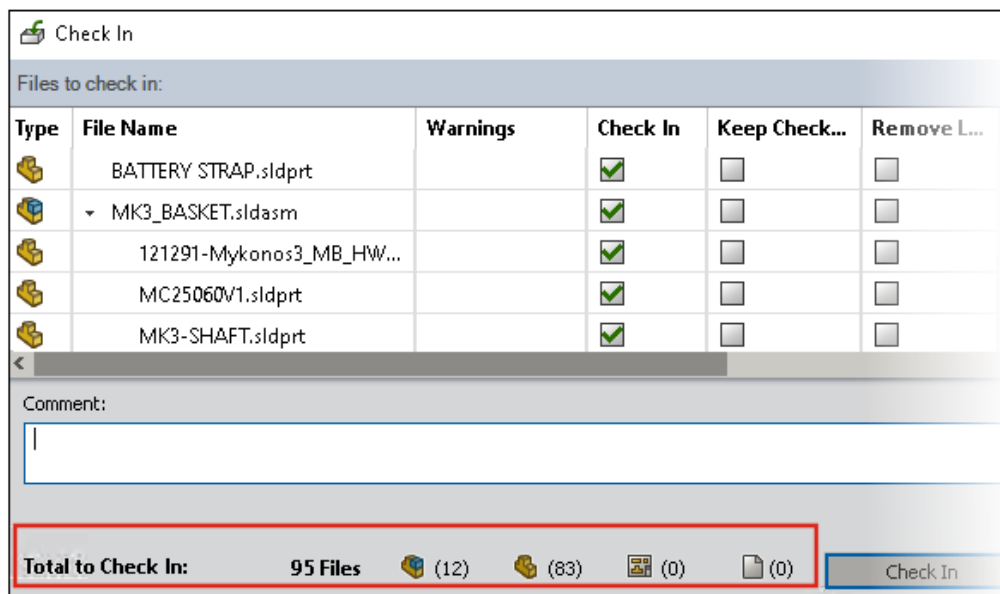 Check In
Files to check in:
Type File Name Warnings Check In Keep Check... Remove L...
BATTERY STRAP.sldprt
MK3_BASKET.sldasm
121291-Mykonos3_MB_HW...
MC25060V1.sldprt
MK3-SHAFT.sldprt
Comment:
Total to Check In: 95 Files (12) (83) (0) (0) Check In